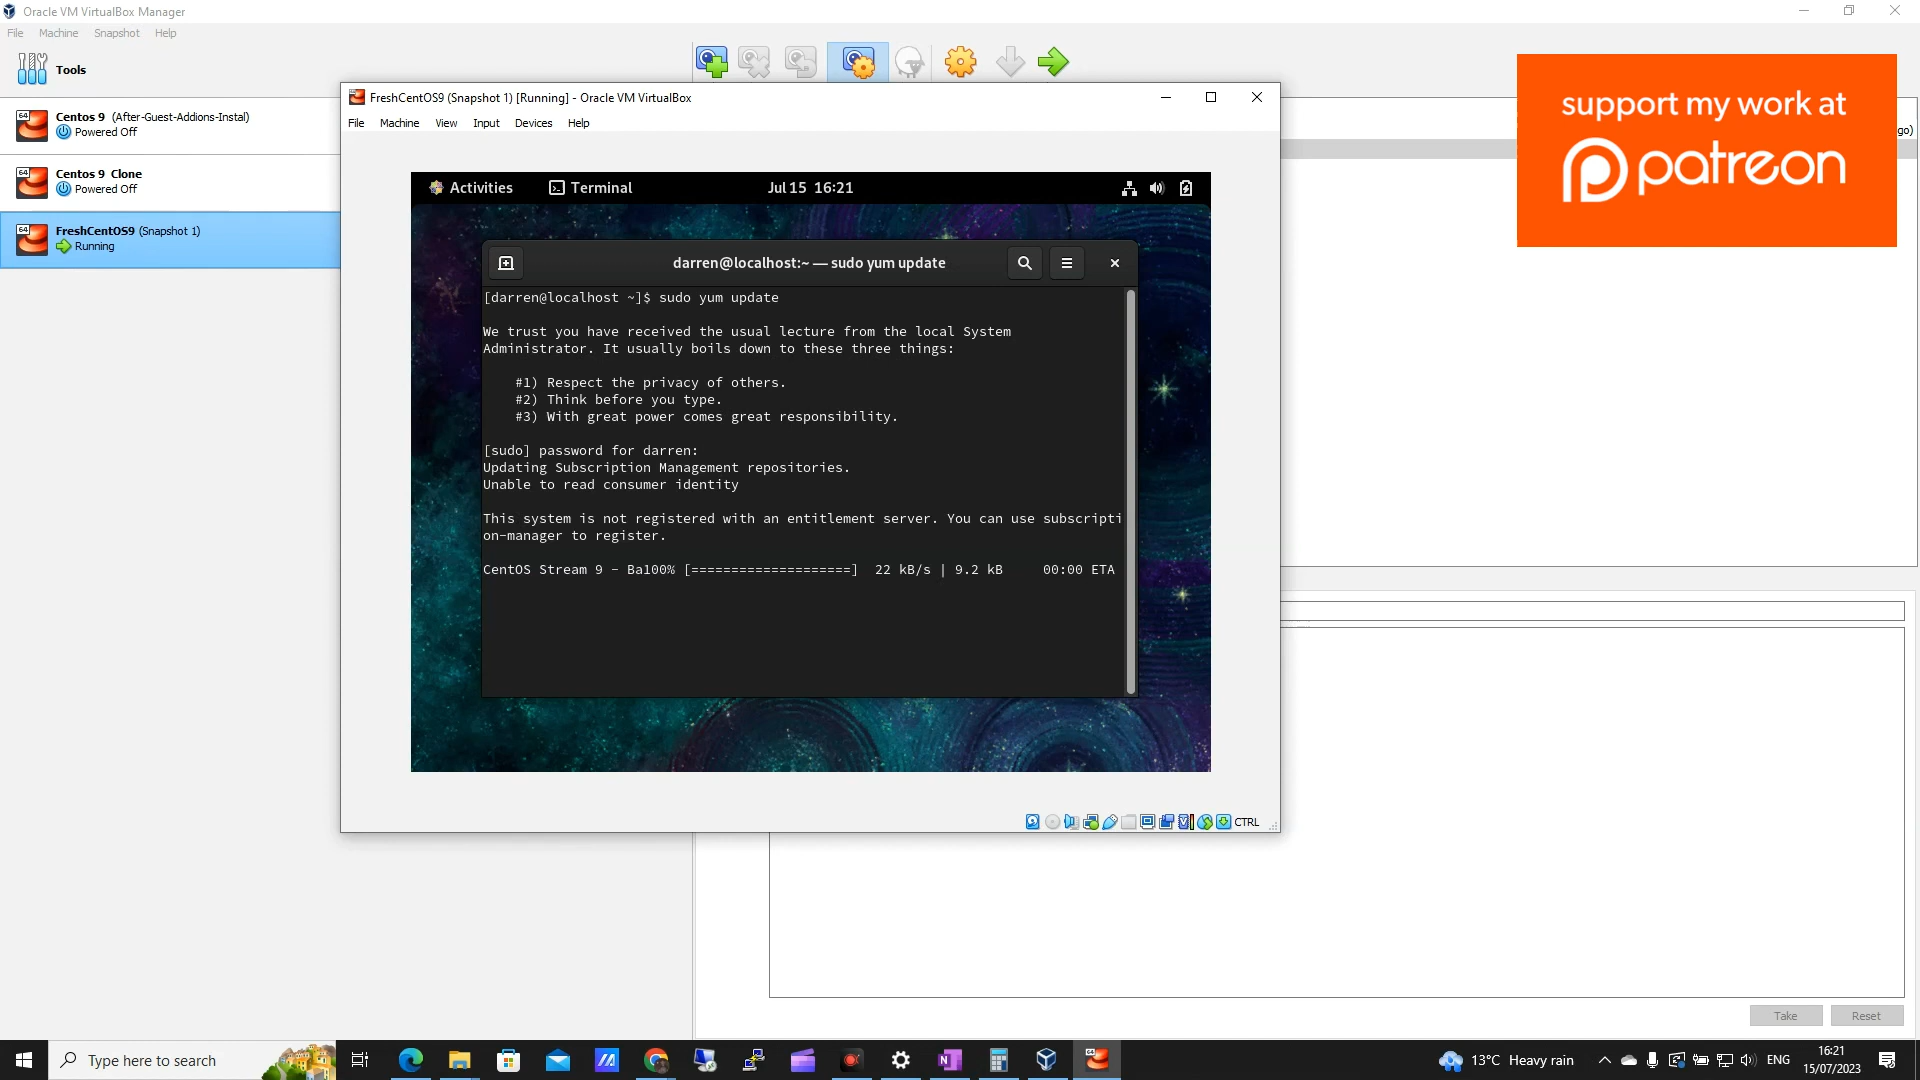 Oracle VM VirtualBox Manager
File Machine Snapshot Help
Tools
64 Centos 9 (After-Guest-Addions-Instal)
Powered Off
64 Centos 9 Clone
Powered Off
64 FreshCentOS9 (Snapshot 1)
Running
FreshCentOS9 (Snapshot 1) [Running] - Oracle VM VirtualBox
File Machine View Input Devices Help
Activities Terminal Jul 15 16:21
darren@localhost:~ — sudo yum update
[darren@localhost ~]$ sudo yum update
We trust you have received the usual lecture from the local System
Administrator. It usually boils down to these three things:
#1) Respect the privacy of others.
#2) Think before you type.
#3) With great power comes great responsibility.
[sudo] password for darren:
Updating Subscription Management repositories.
Unable to read consumer identity
This system is not registered with an entitlement server. You can use subscripti
on-manager to register.
CentOS Stream 9 - Ba100% [====================] 22 kB/s | 9.2 kB 00:00 ETA
CTRL
support my work at
patreon
go)
Take Reset
Type here to search
13°C Heavy rain
ENG
16:21
15/07/2023